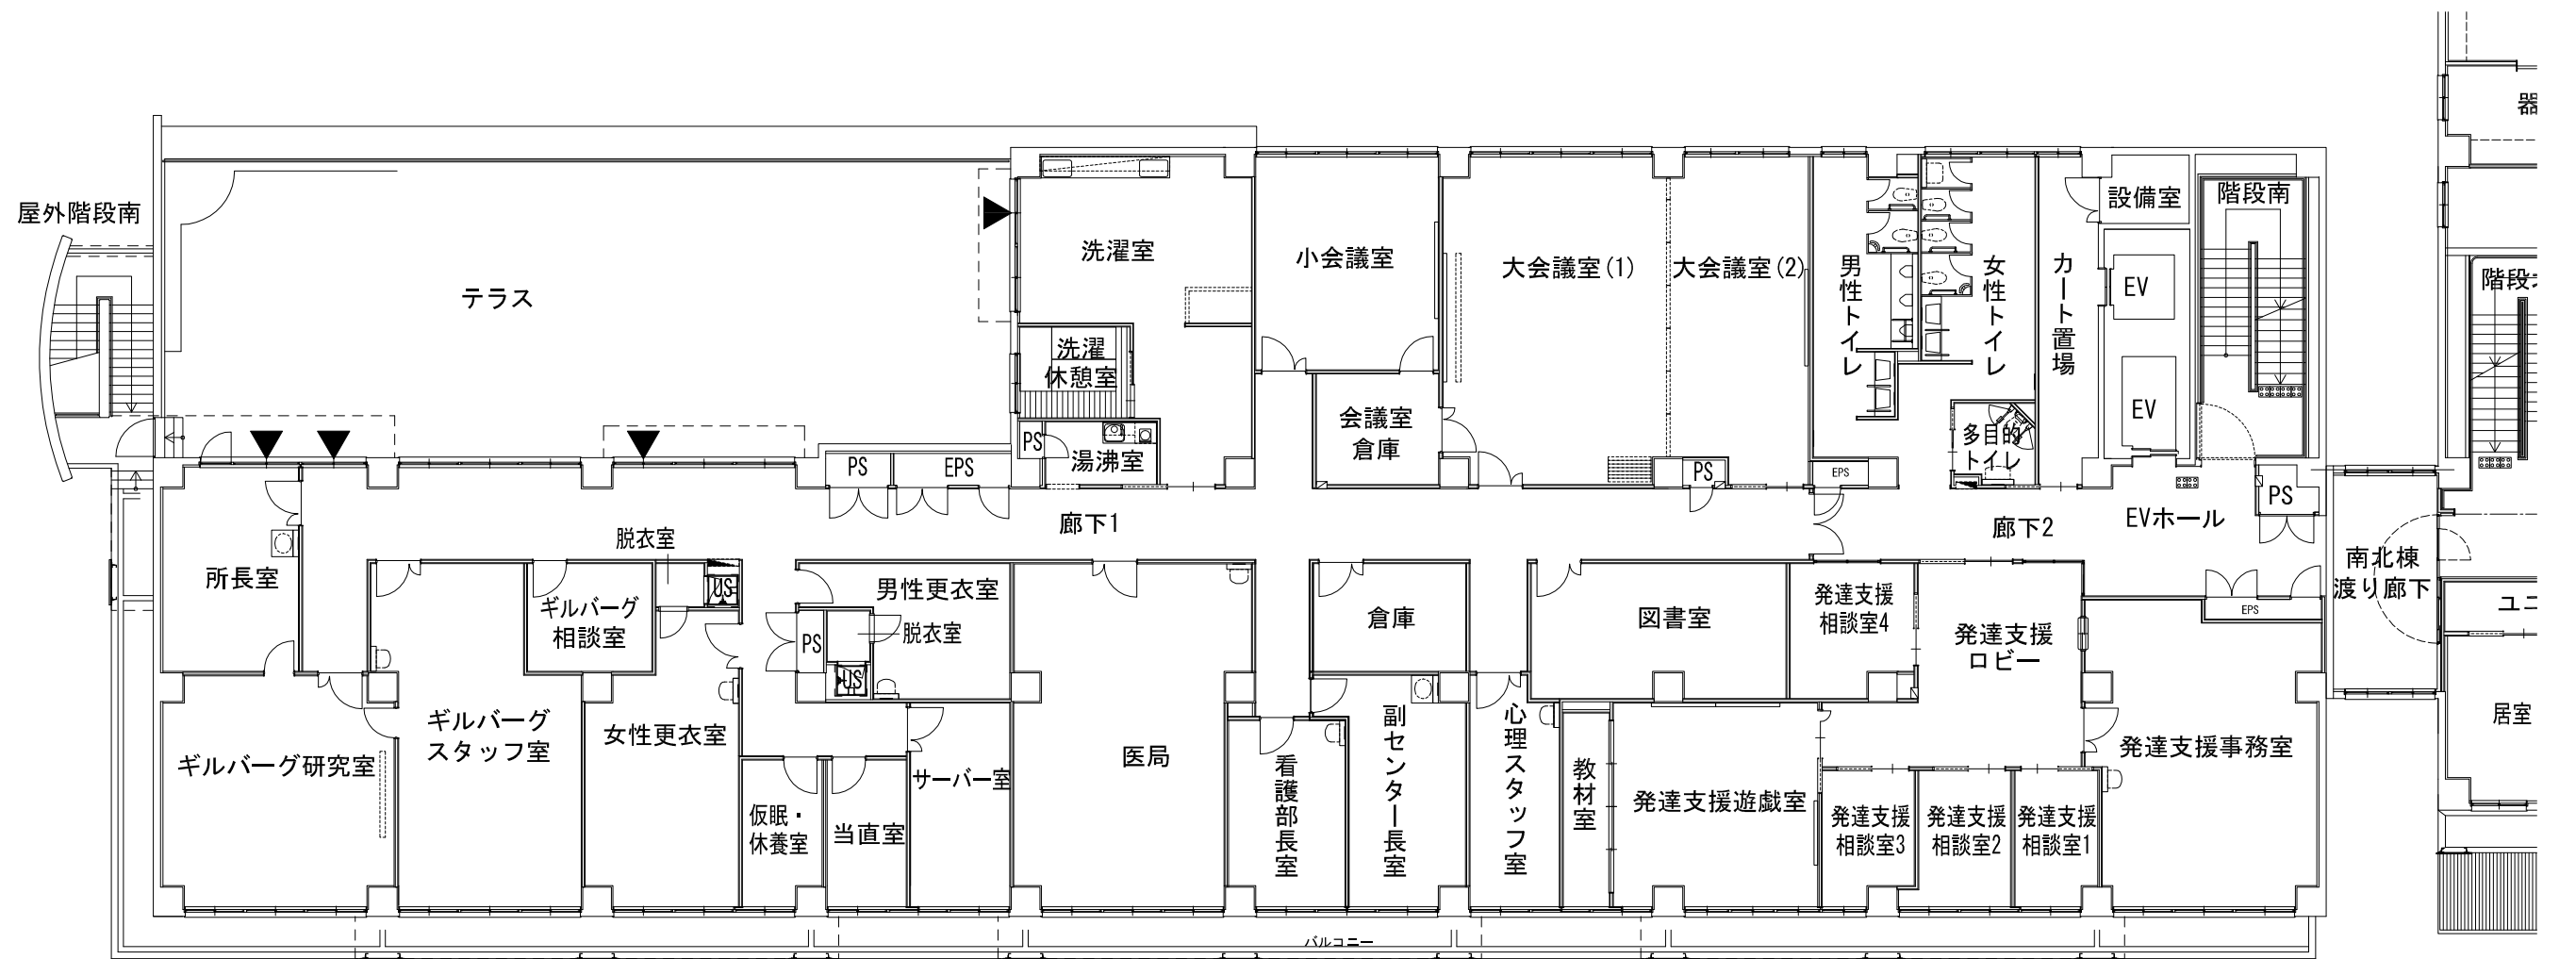 器
屋外階段南
テラス
洗濯室
洗濯
休憩室
PS
湯沸室
PS
EPS
小会議室
会議室
倉庫
大会議室(1)
大会議室(2)
PS
男性トイレ
女性トイレ
多目的
トイレ
EPS
カート置場
設備室
EV
EV
階段南
PS
EVホール
廊下1
廊下2
南北棟
渡り廊下
所長室
ギルバーグ研究室
ギルバーグ
スタッフ室
ギルバーグ
相談室
脱衣室
US
女性更衣室
PS
男性更衣室
脱衣室
US
仮眠・
休養室
当直室
サーバー室
医局
倉庫
看護部長室
副センター長室
心理スタッフ室
図書室
教材室
発達支援遊戯室
発達支援
相談室4
発達支援
ロビー
発達支援
相談室3
発達支援
相談室2
発達支援
相談室1
発達支援事務室
EPS
階段
ユニ
居室
バルコニー